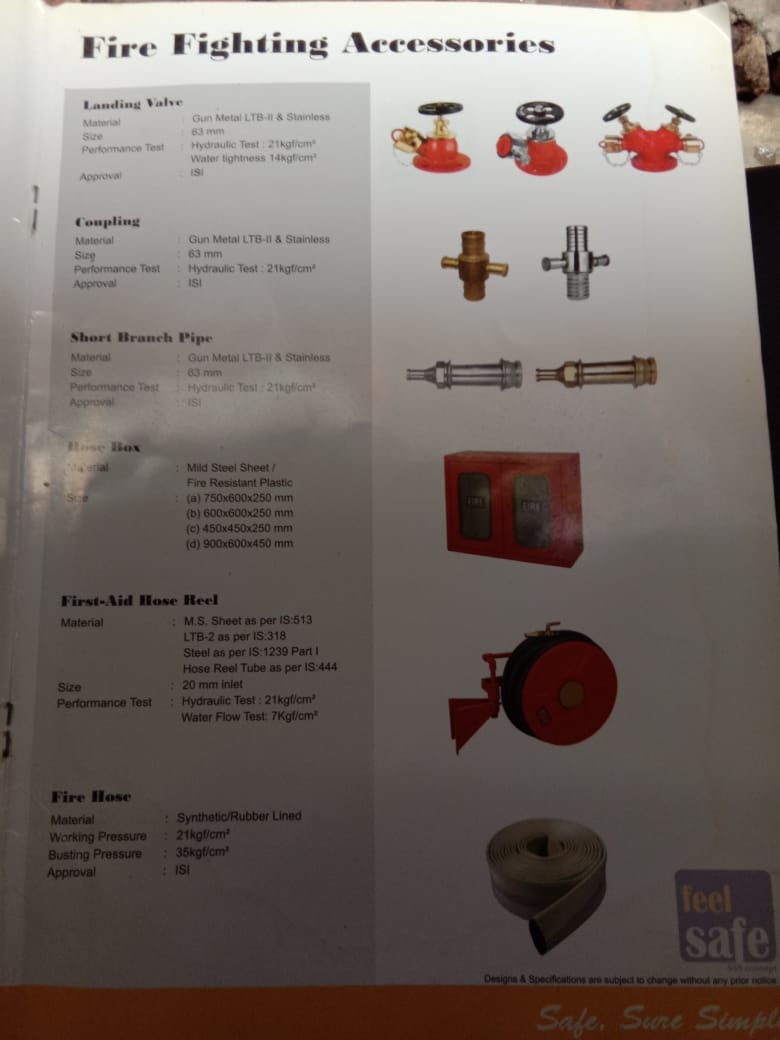 Fire Fighting Accessories
Landing Valve
Material : Gun Metal LTB-II & Stainless
Size : 63 mm
Performance Test : Hydraulic Test : 21kgf/cm²
Water tightness 14kgf/cm²
Approval : ISI
Coupling
Material : Gun Metal LTB-II & Stainless
Size : 63 mm
Performance Test : Hydraulic Test : 21kgf/cm²
Approval : ISI
Short Branch Pipe
Material : Gun Metal LTB-II & Stainless
Size : 63 mm
Performance Test : Hydraulic Test : 21kgf/cm²
Approval : ISI
Hose Box
Material : Mild Steel Sheet /
Fire Resistant Plastic
Size : (a) 750x600x250 mm
(b) 600x600x250 mm
(c) 450x450x250 mm
(d) 900x600x450 mm
FIRE FIRE
First-Aid Hose Reel
Material : M.S. Sheet as per IS:513
LTB-2 as per IS:318
Steel as per IS:1239 Part I
Hose Reel Tube as per IS:444
Size : 20 mm inlet
Performance Test : Hydraulic Test : 21kgf/cm²
Water Flow Test: 7Kgf/cm²
Fire Hose
Material : Synthetic/Rubber Lined
Working Pressure : 21kgf/cm²
Busting Pressure : 35kgf/cm²
Approval : ISI
feel
safe
Designs & Specifications are subject to change without any prior notice
Safe, Sure Simpl